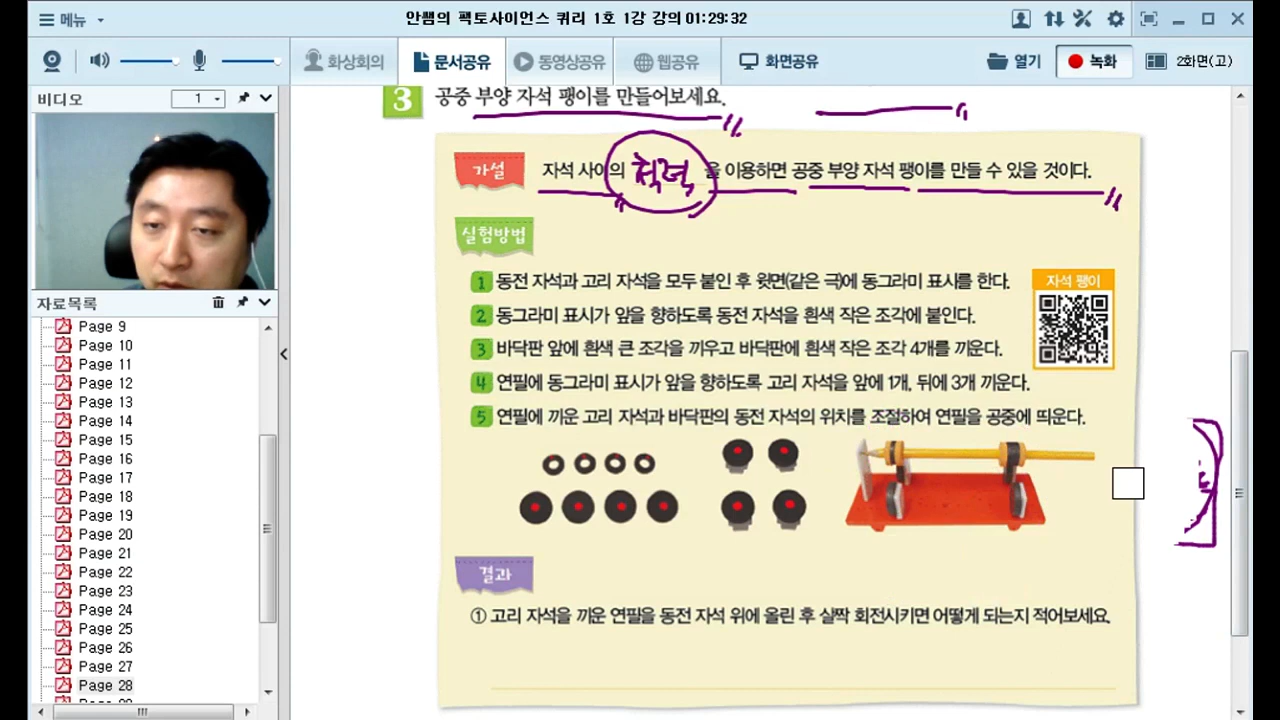 메뉴
안쌤의 팩토사이언스 쿼리 1호 1강 강의 01:29:32
화상회의
문서공유
동영상공유
웹공유
화면공유
열기
녹화
2화면(고)
비디오
1
자료목록
Page 9
Page 10
Page 11
Page 12
Page 13
Page 14
Page 15
Page 16
Page 17
Page 18
Page 19
Page 20
Page 21
Page 22
Page 23
Page 24
Page 25
Page 26
Page 27
Page 28
3 공중 부양 자석 팽이를 만들어보세요.
가설
자석 사이의 척력을 이용하면 공중 부양 자석 팽이를 만들 수 있을 것이다.
실험방법
1 동전 자석과 고리 자석을 모두 붙인 후 윗면(같은 극)에 동그라미 표시를 한다.
2 동그라미 표시가 앞을 향하도록 동전 자석을 흰색 작은 조각에 붙인다.
3 바닥판 앞에 흰색 큰 조각을 끼우고 바닥판에 흰색 작은 조각 4개를 끼운다.
4 연필에 동그라미 표시가 앞을 향하도록 고리 자석을 앞에 1개, 뒤에 3개 끼운다.
5 연필에 끼운 고리 자석과 바닥판의 동전 자석의 위치를 조절하여 연필을 공중에 띄운다.
자석 팽이
결과
① 고리 자석을 끼운 연필을 동전 자석 위에 올린 후 살짝 회전시키면 어떻게 되는지 적어보세요.